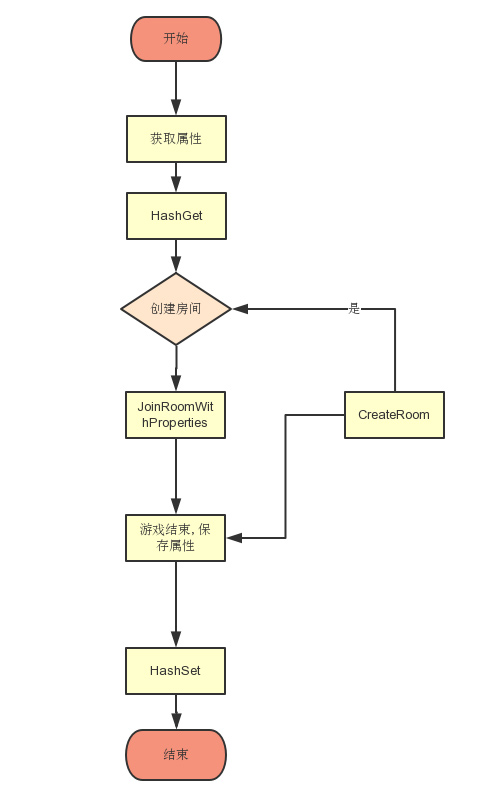 开始
获取属性
HashGet
创建房间
是
JoinRoomWit
hProperties
CreateRoom
游戏结束，保
存属性
HashSet
结束